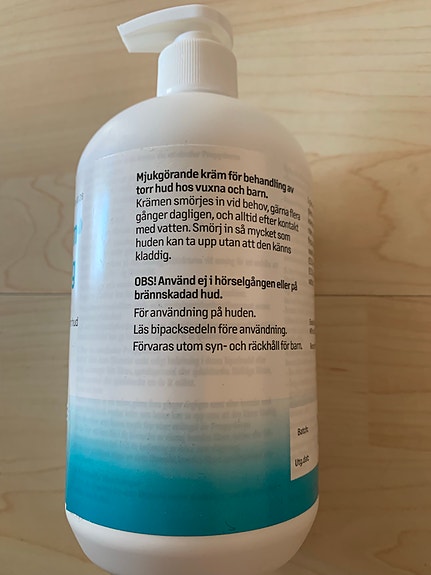 Mjukgörande kräm för behandling av
torr hud hos vuxna och barn.
Krämen smörjes in vid behov, gärna flera
gånger dagligen, och alltid efter kontakt
med vatten. Smörj in så mycket som
huden kan ta upp utan att den känns
kladdig.
OBS! Använd ej i hörselgången eller på
brännskadad hud.
För användning på huden.
Läs bipacksedeln före användning.
Förvaras utom syn- och räckhåll för barn.
Batch:
Utg.dat: